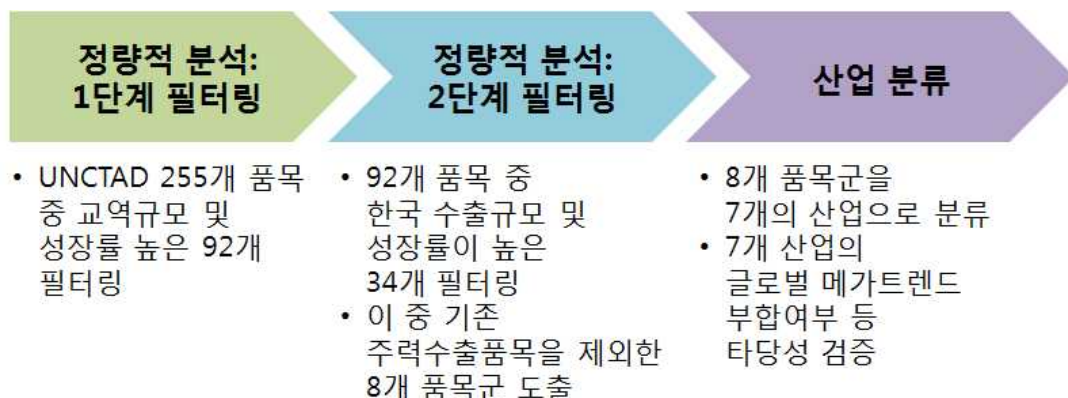 정량적 분석:
1단계 필터링
정량적 분석:
2단계 필터링
산업 분류
• UNCTAD 255개 품목
중 교역규모 및
성장률 높은 92개
필터링
• 92개 품목 중
한국 수출규모 및
성장률이 높은
34개 필터링
• 이 중 기존
주력수출품목을 제외한
8개 품목군 도출
• 8개 품목군을
7개의 산업으로 분류
• 7개 산업의
글로벌 메가트렌드
부합여부 등
타당성 검증